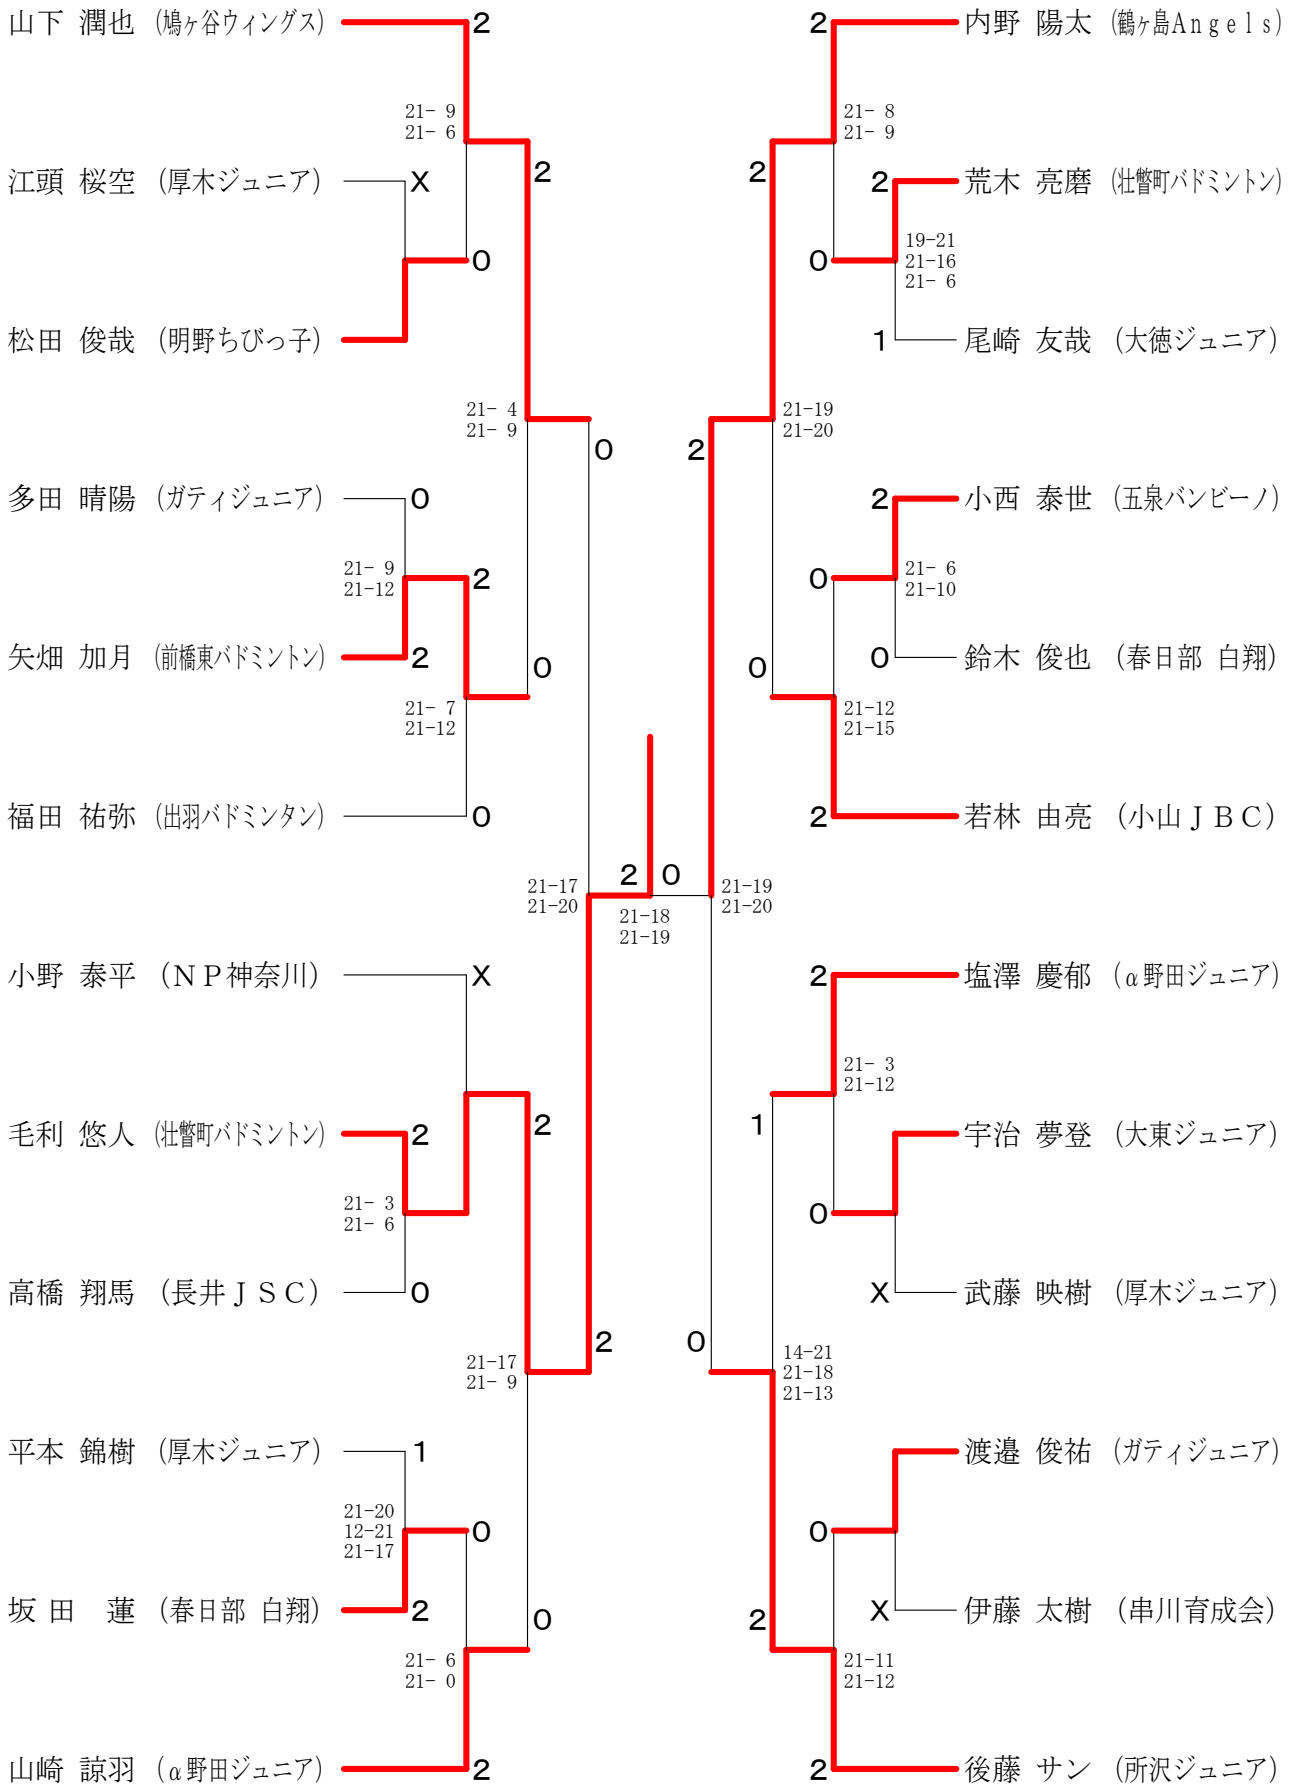 山下 潤也 (鳩ヶ谷ウィングス)
2
21- 9
21- 6
江頭 桜空 (厚木ジュニア)
X
2
0
松田 俊哉 (明野ちびっ子)
21- 4
21- 9
0
多田 晴陽 (ガティジュニア)
0
21- 9
21-12
2
矢畑 加月 (前橋東バドミントン)
2
0
21- 7
21-12
福田 祐弥 (出羽バドミンタン)
0
21-17
21-20
小野 泰平 (ＮＰ神奈川)
X
毛利 悠人 (壮瞥町バドミントン)
2
2
21- 3
21- 6
高橋 翔馬 (長井ＪＳＣ)
0
2
21-17
21- 9
平本 錦樹 (厚木ジュニア)
1
21-20
12-21
21-17
0
坂田 蓮 (春日部 白翔)
2
0
21- 6
21- 0
山崎 諒羽 (α野田ジュニア)
2
2 0
21-18
21-19
2
内野 陽太 (鶴ヶ島Ａｎｇｅｌｓ)
21- 8
21- 9
2
2
荒木 亮磨 (壮瞥町バドミントン)
0
19-21
21-16
21- 6
1
尾崎 友哉 (大徳ジュニア)
21-19
21-20
2
2
小西 泰世 (五泉バンビーノ)
0
21- 6
21-10
0
0
鈴木 俊也 (春日部 白翔)
21-12
21-15
2
若林 由亮 (小山ＪＢＣ)
21-19
21-20
2
塩澤 慶郁 (α野田ジュニア)
21- 3
21-12
1
宇治 夢登 (大東ジュニア)
0
X
武藤 映樹 (厚木ジュニア)
0
14-21
21-18
21-13
渡邉 俊祐 (ガティジュニア)
0
2
X
伊藤 太樹 (串川育成会)
21-11
21-12
2
後藤 サン (所沢ジュニア)